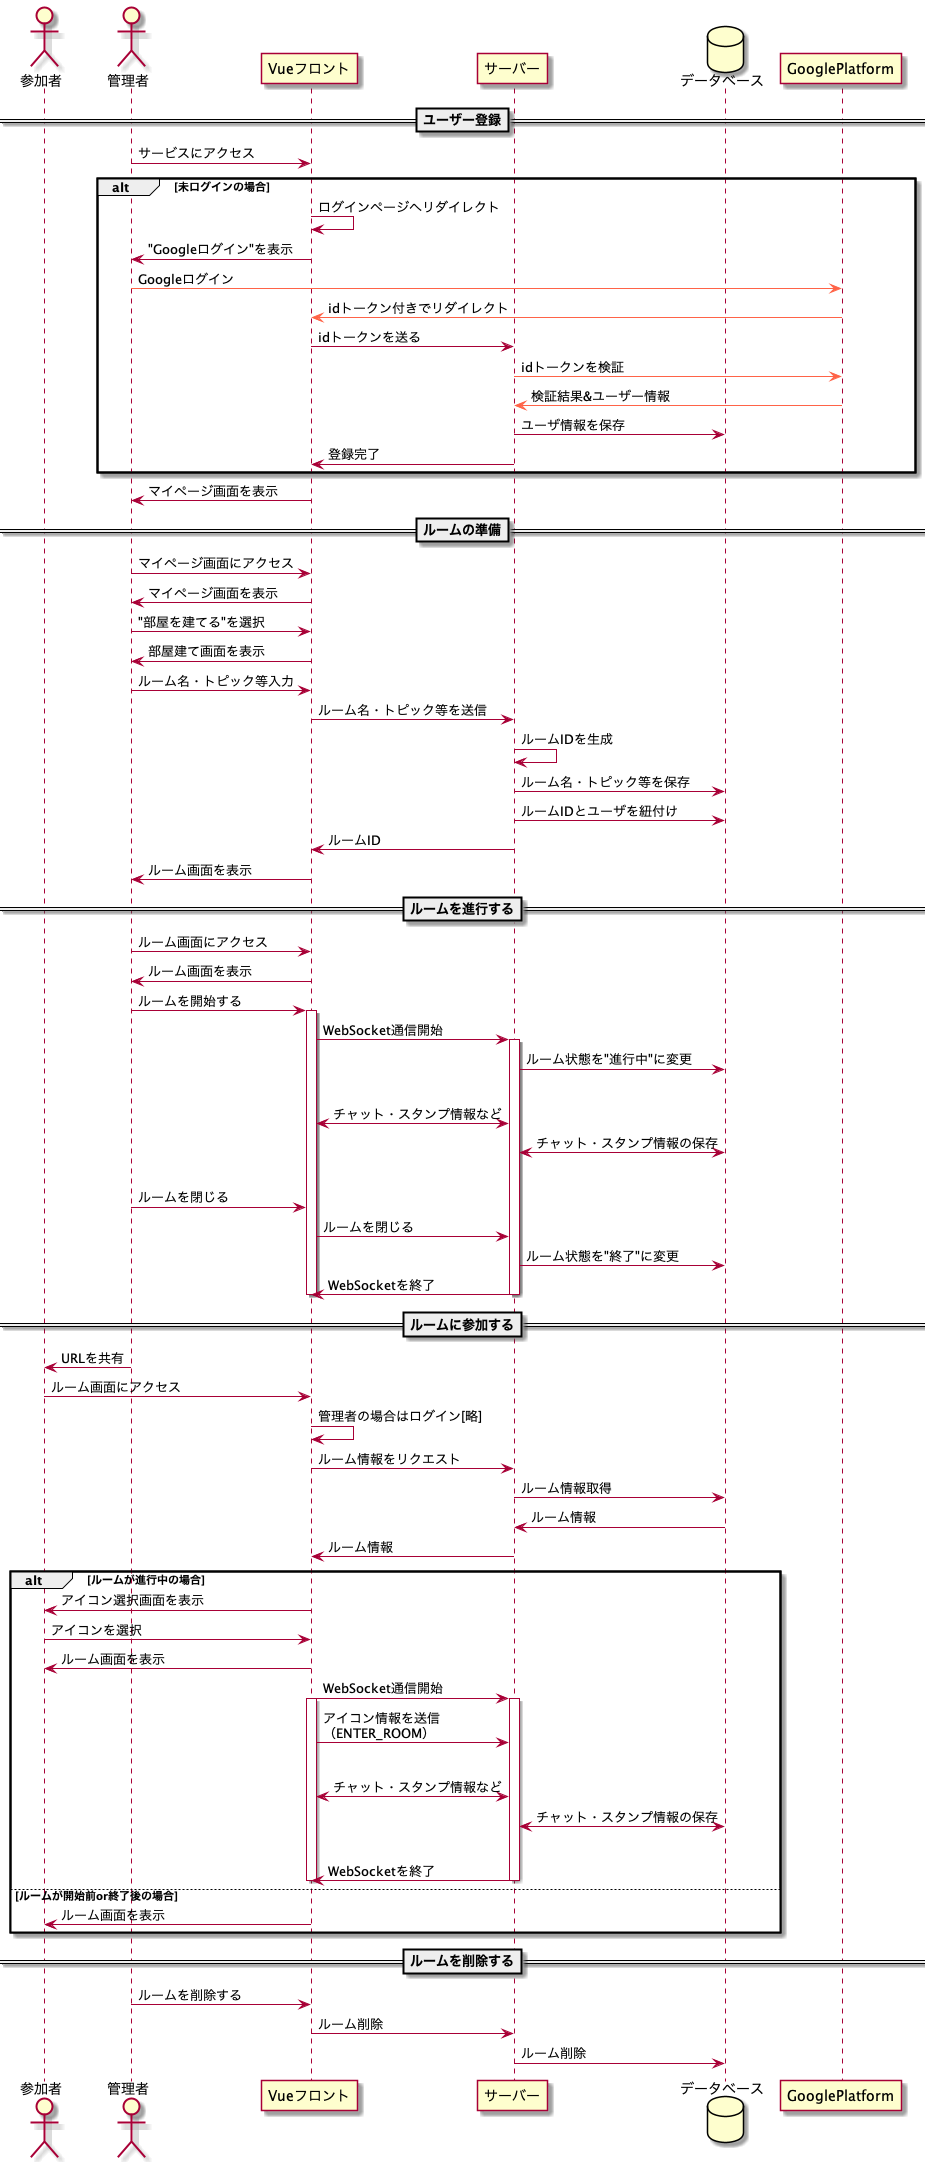 参加者
管理者
Vueフロント
サーバー
データベース
GooglePlatform
ユーザー登録
サービスにアクセス
alt [未ログインの場合]
ログインページへリダイレクト
"Googleログイン"を表示
Googleログイン
idトークン付きでリダイレクト
idトークンを送る
idトークンを検証
検証結果&ユーザー情報
ユーザ情報を保存
登録完了
マイページ画面を表示
ルームの準備
マイページ画面にアクセス
マイページ画面を表示
"部屋を建てる"を選択
部屋建て画面を表示
ルーム名・トピック等入力
ルーム名・トピック等を送信
ルームIDを生成
ルーム名・トピック等を保存
ルームIDとユーザを紐付け
ルームID
ルーム画面を表示
ルームを進行する
ルーム画面にアクセス
ルーム画面を表示
ルームを開始する
WebSocket通信開始
ルーム状態を"進行中"に変更
チャット・スタンプ情報など
チャット・スタンプ情報の保存
ルームを閉じる
ルームを閉じる
ルーム状態を"終了"に変更
WebSocketを終了
ルームに参加する
URLを共有
ルーム画面にアクセス
管理者の場合はログイン[略]
ルーム情報をリクエスト
ルーム情報取得
ルーム情報
ルーム情報
alt [ルームが進行中の場合]
アイコン選択画面を表示
アイコンを選択
ルーム画面を表示
WebSocket通信開始
アイコン情報を送信
（ENTER_ROOM）
チャット・スタンプ情報など
チャット・スタンプ情報の保存
WebSocketを終了
[ルームが開始前or終了後の場合]
ルーム画面を表示
ルームを削除する
ルームを削除する
ルーム削除
ルーム削除
参加者
管理者
Vueフロント
サーバー
データベース
GooglePlatform